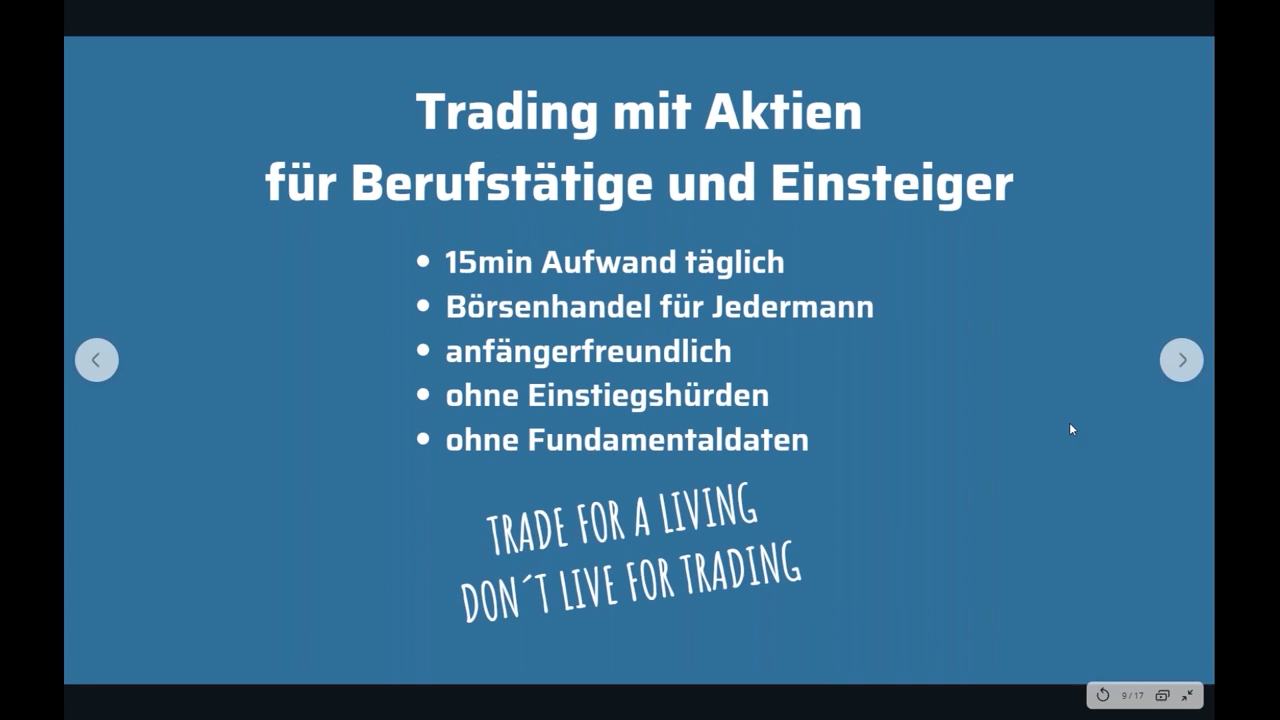 Trading mit Aktien
für Berufstätige und Einsteiger
• 15min Aufwand täglich
• Börsenhandel für Jedermann
• anfängerfreundlich
• ohne Einstiegshürden
• ohne Fundamentaldaten
TRADE FOR A LIVING
DON´T LIVE FOR TRADING
9 / 17